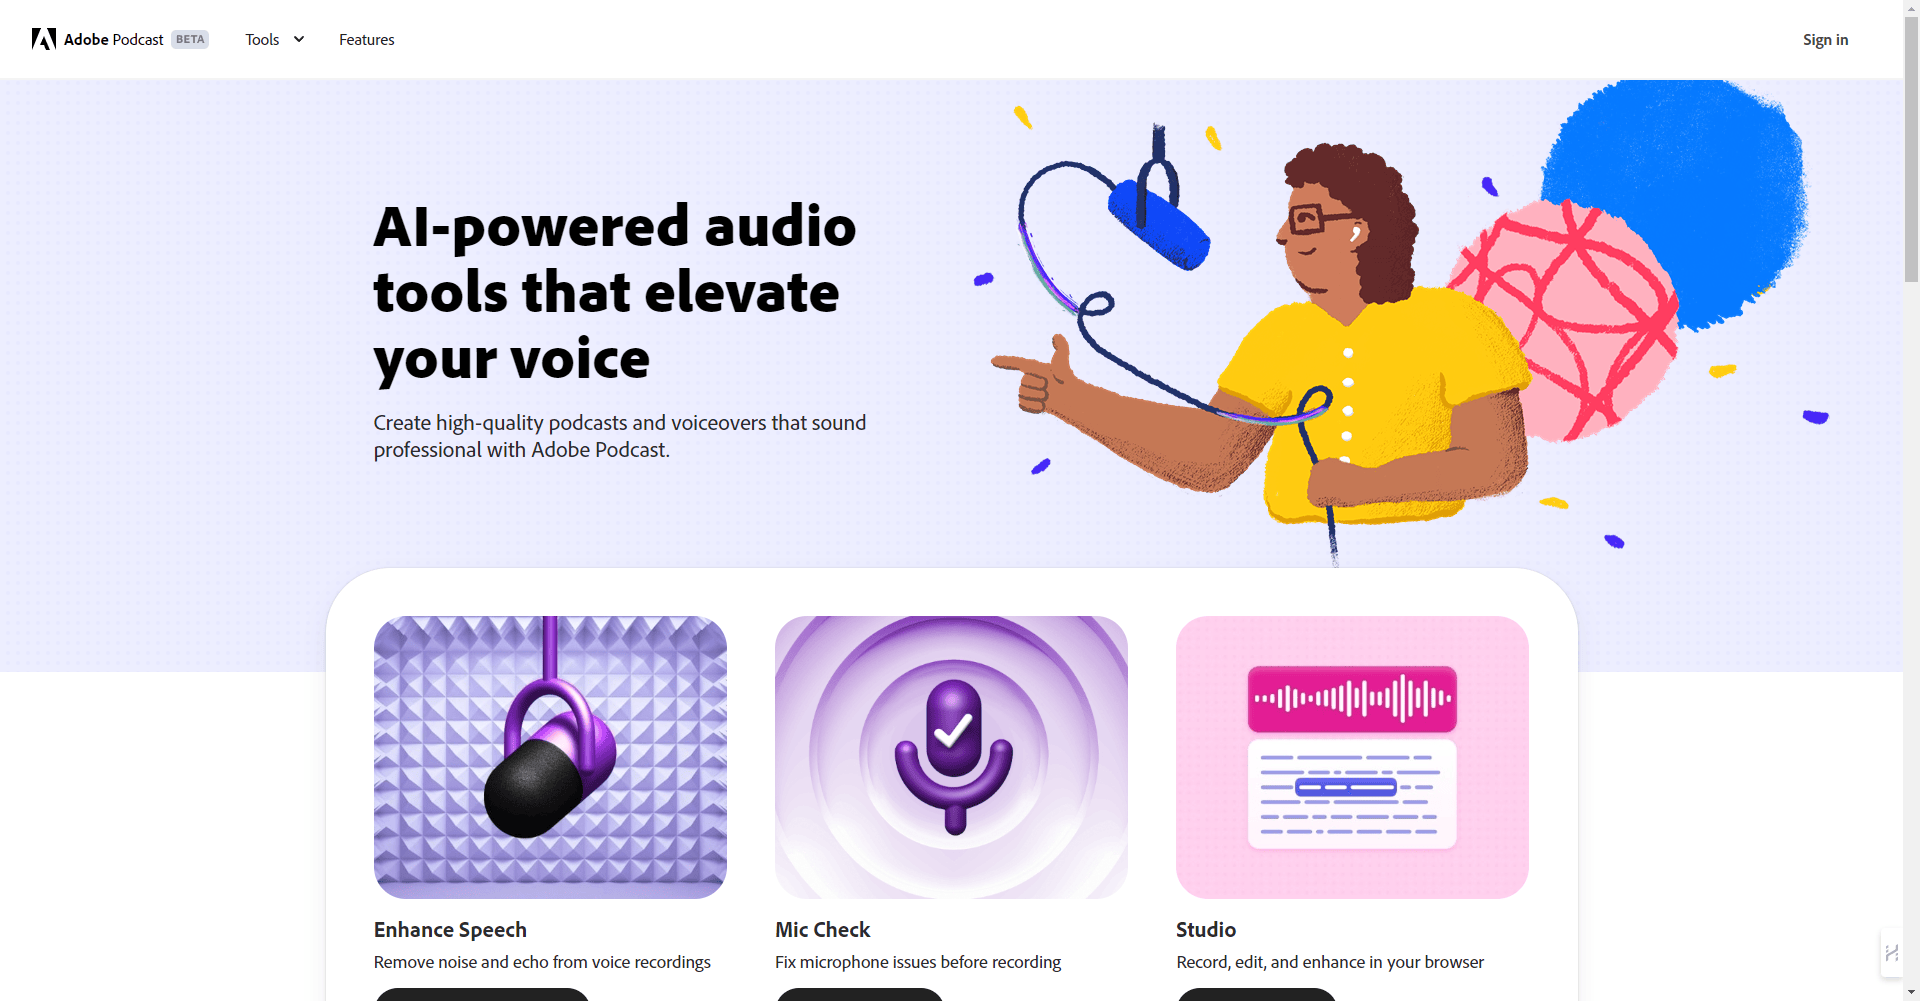 Adobe Podcast BETA Tools Features Sign in
AI-powered audio
tools that elevate
your voice
Create high-quality podcasts and voiceovers that sound
professional with Adobe Podcast.
Enhance Speech
Remove noise and echo from voice recordings
Mic Check
Fix microphone issues before recording
Studio
Record, edit, and enhance in your browser